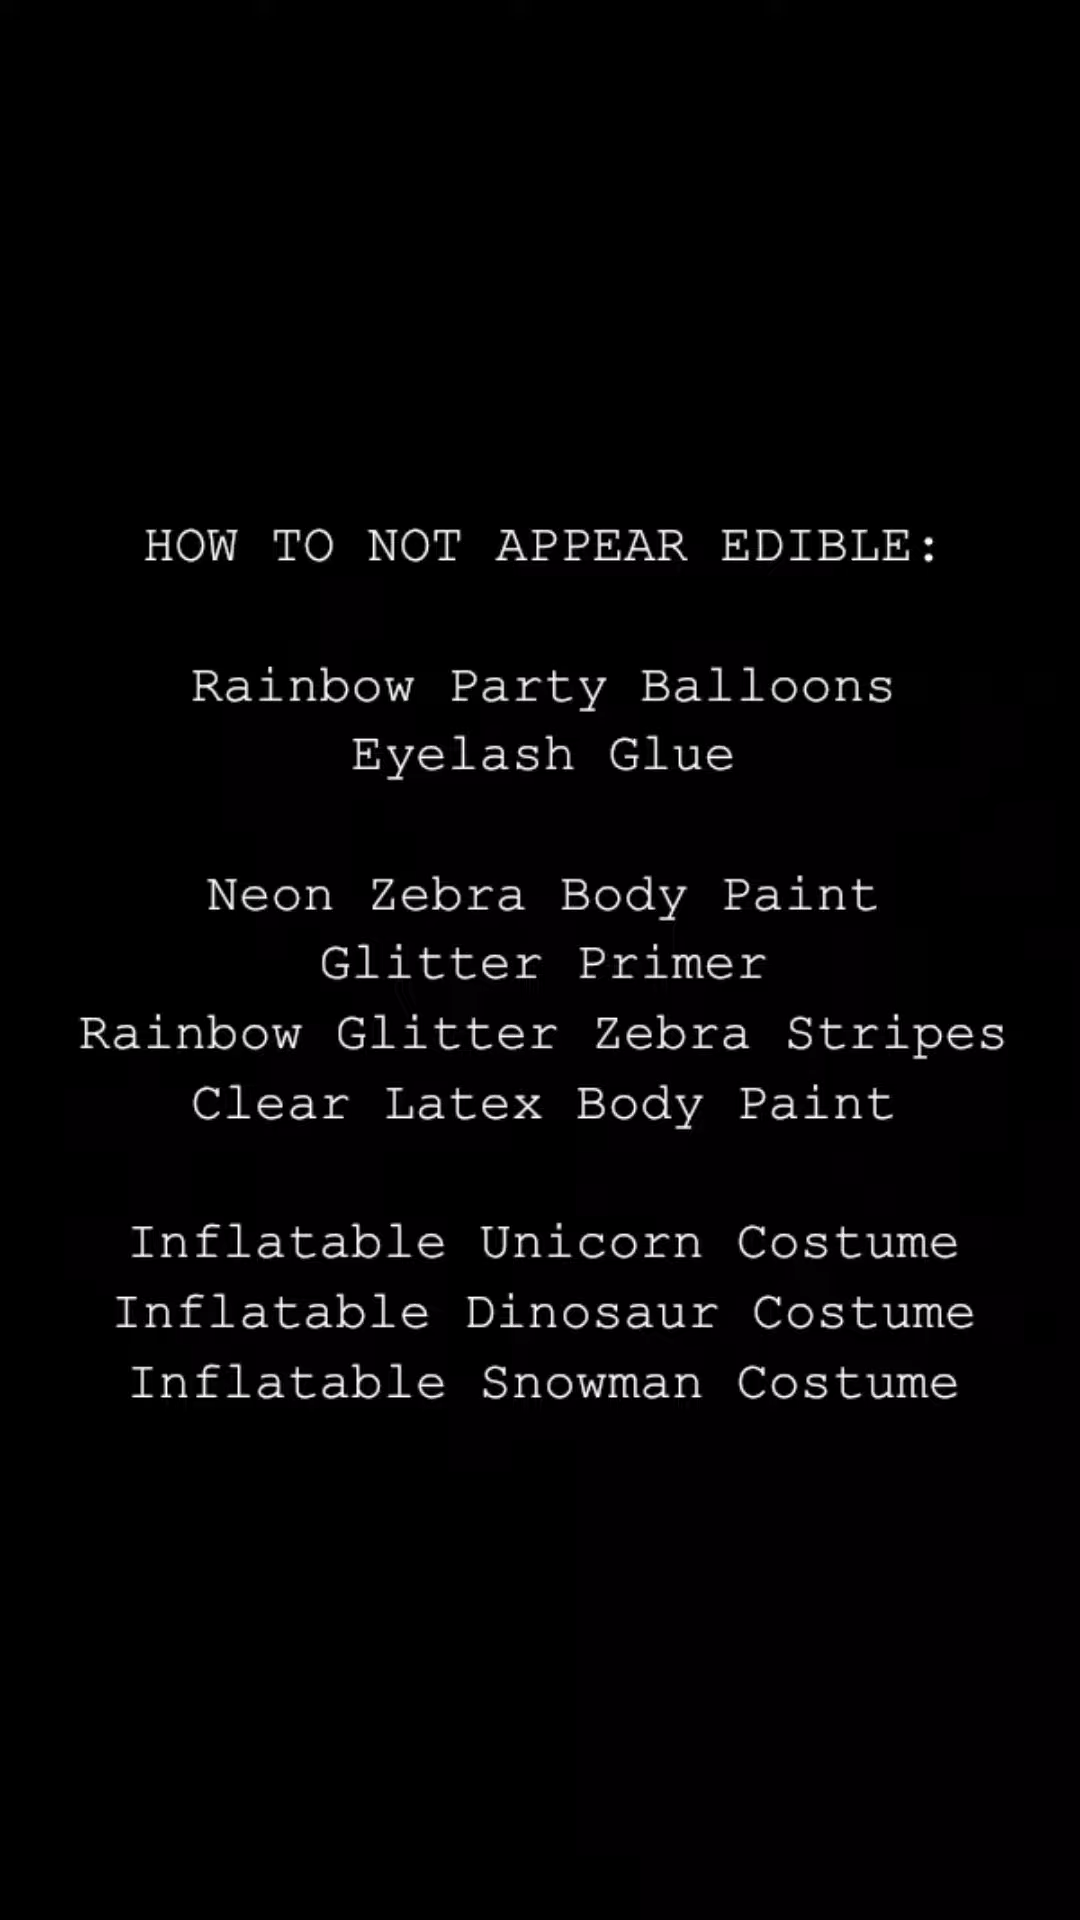 HOW TO NOT APPEAR EDIBLE:
Rainbow Party Balloons
Eyelash Glue
Neon Zebra Body Paint
Glitter Primer
Rainbow Glitter Zebra Stripes
Clear Latex Body Paint
Inflatable Unicorn Costume
Inflatable Dinosaur Costume
Inflatable Snowman Costume